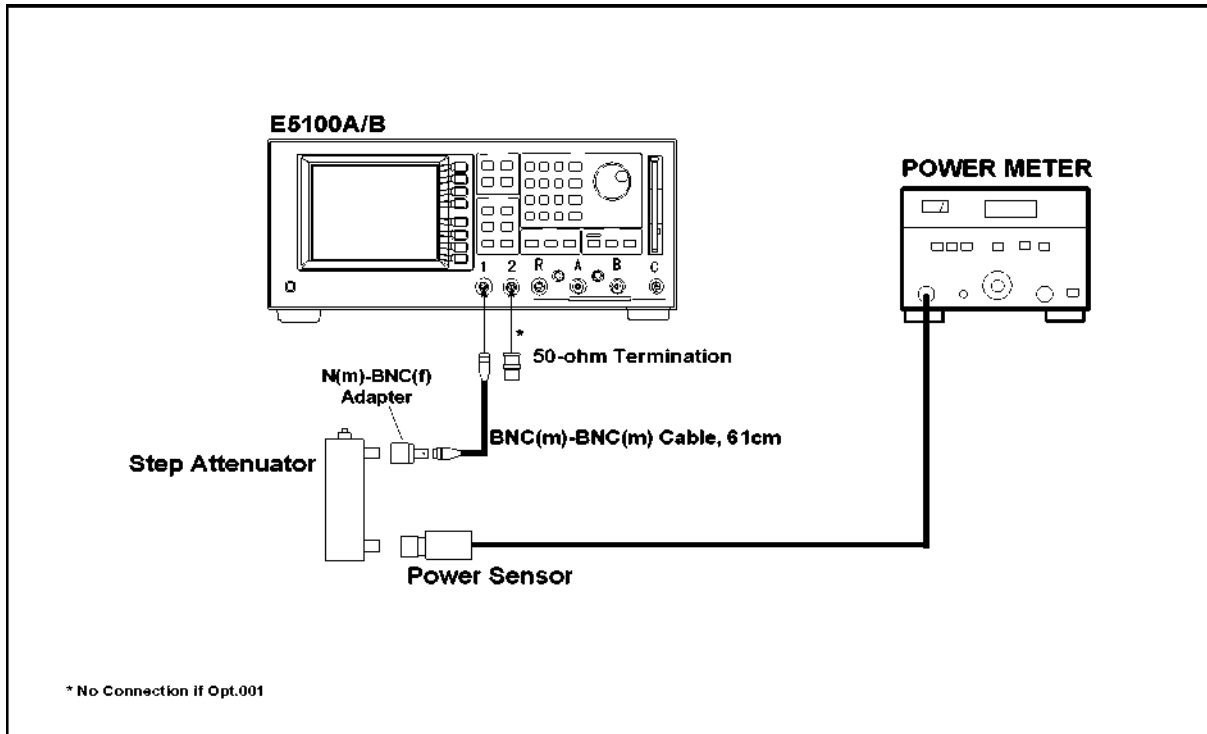 E5100A/B
POWER METER
1 2 R A B C
*
50-ohm Termination
N(m)-BNC(f)
Adapter
BNC(m)-BNC(m) Cable, 61cm
Step Attenuator
Power Sensor
* No Connection if Opt.001